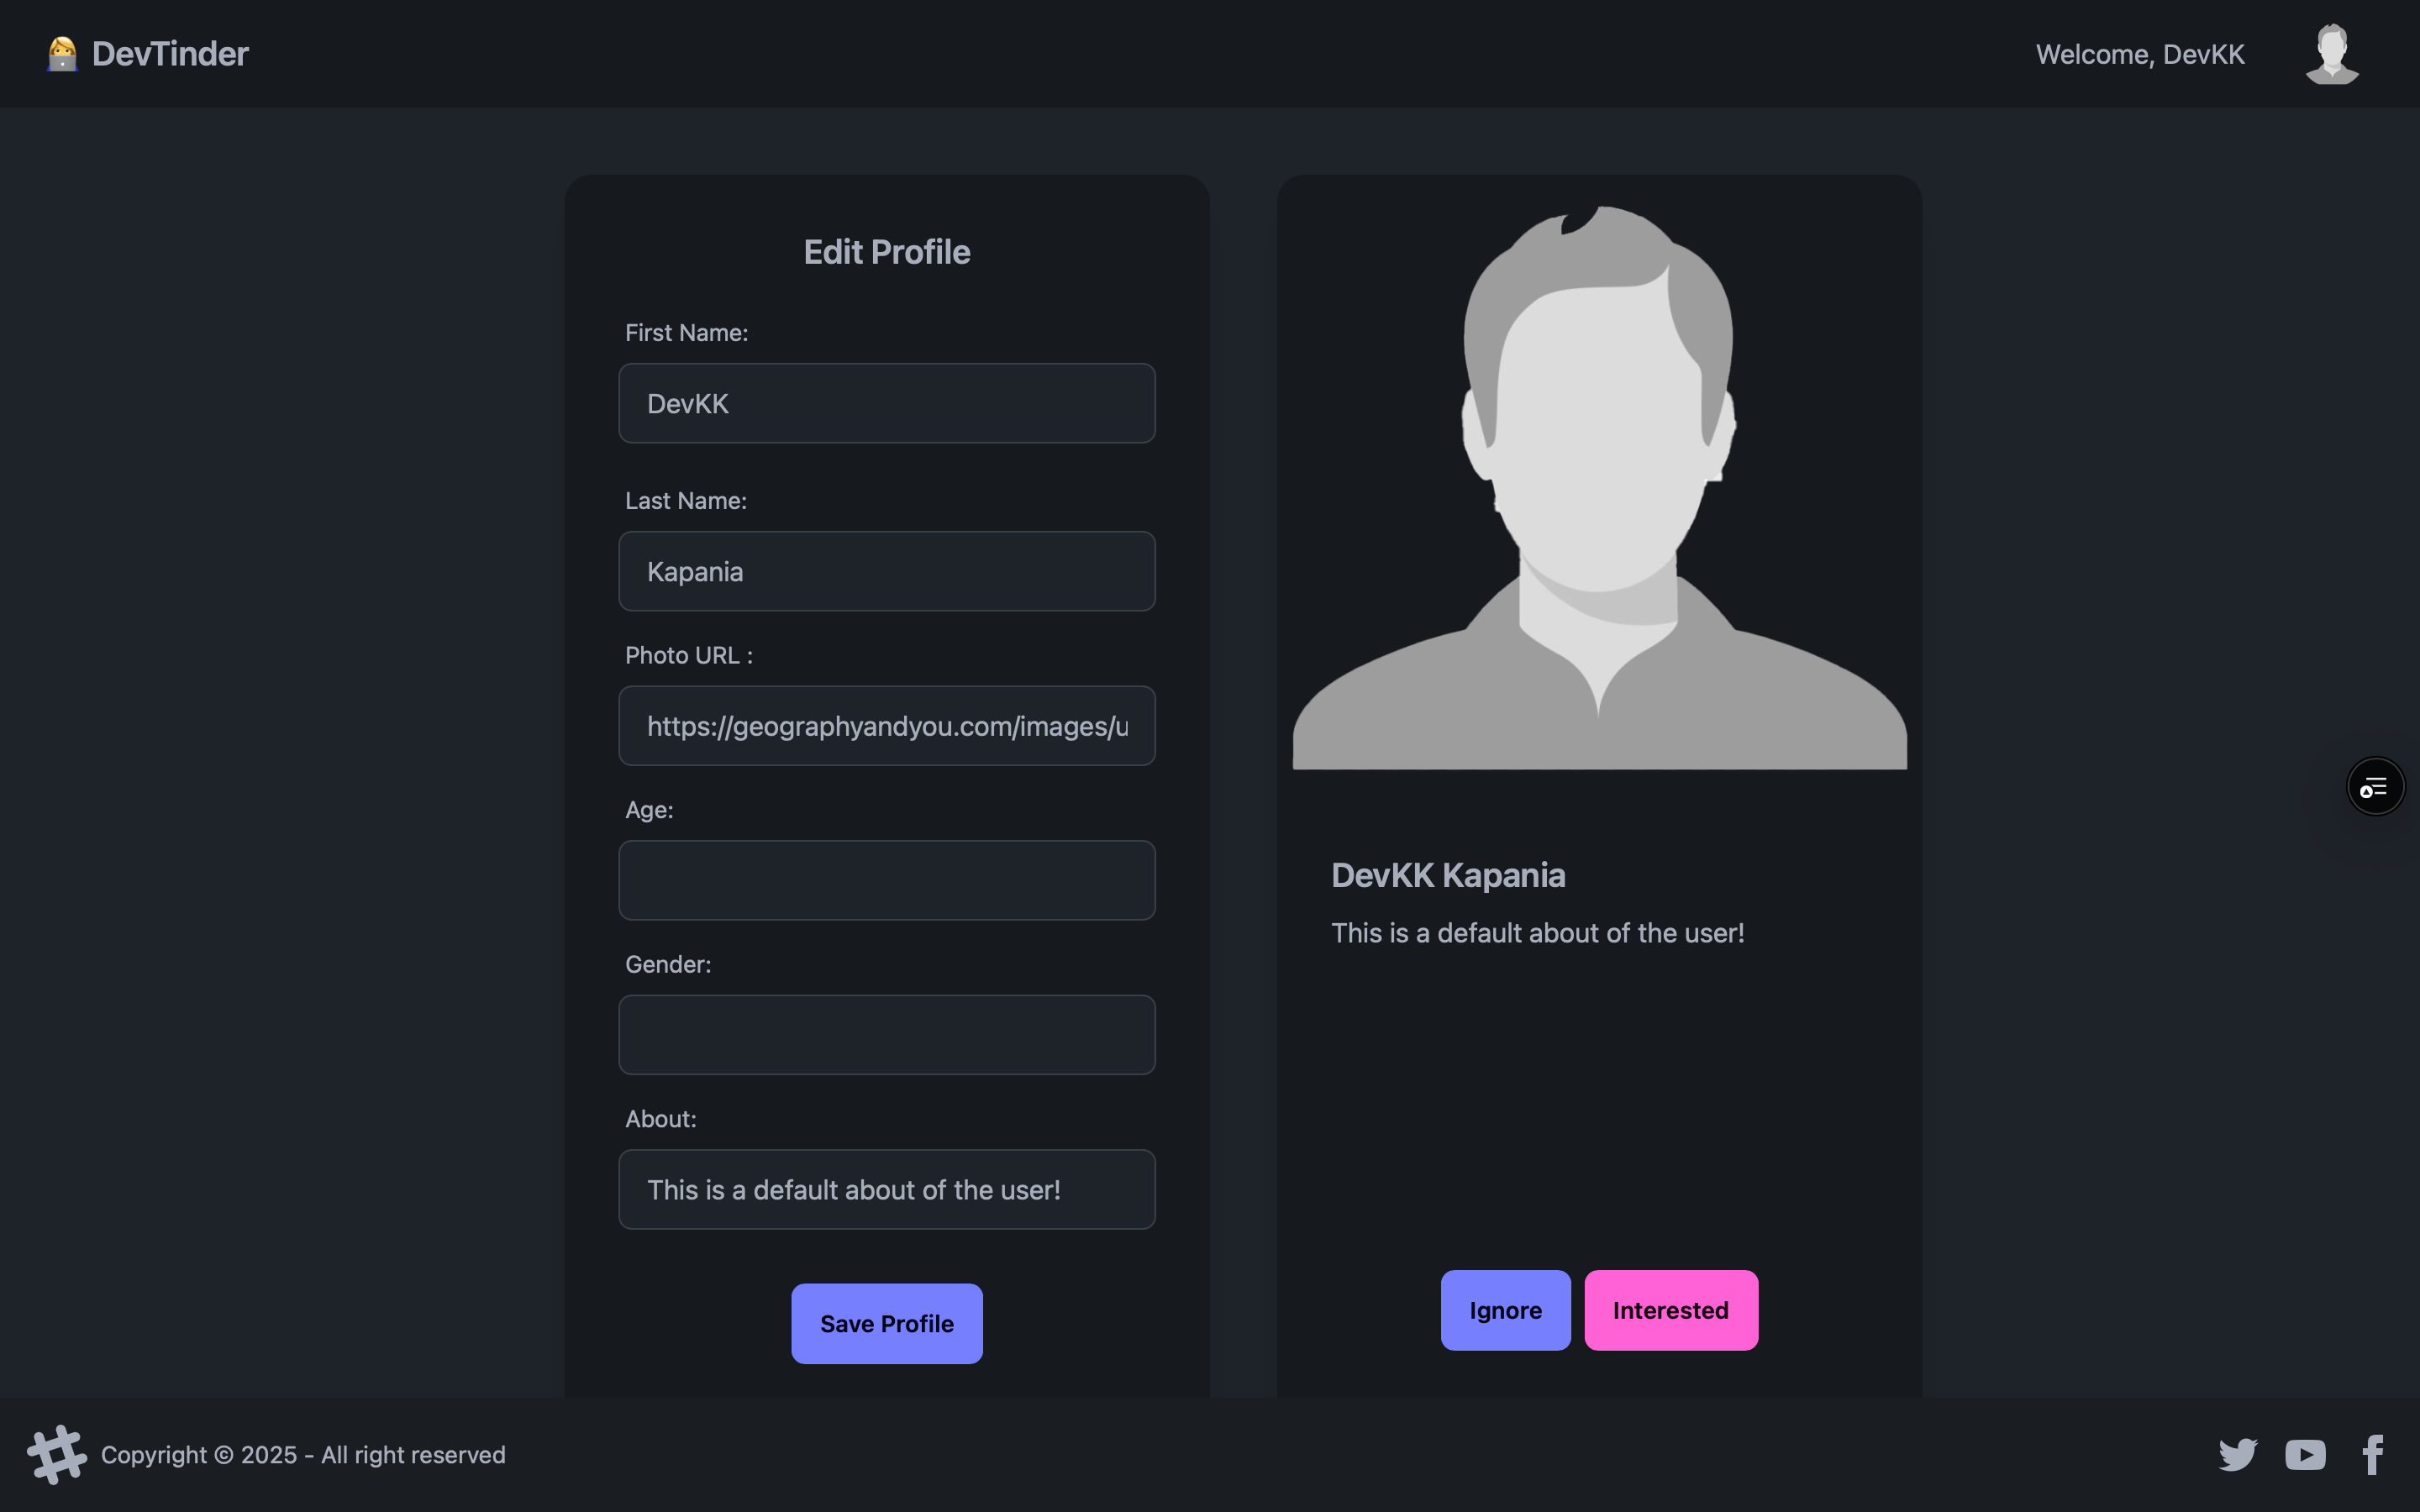 DevTinder
Welcome, DevKK
Edit Profile
First Name:
DevKK
Last Name:
Kapania
Photo URL :
https://geographyandyou.com/images/u
Age:
Gender:
About:
This is a default about of the user!
Save Profile
DevKK Kapania
This is a default about of the user!
Ignore
Interested
Copyright © 2025 - All right reserved